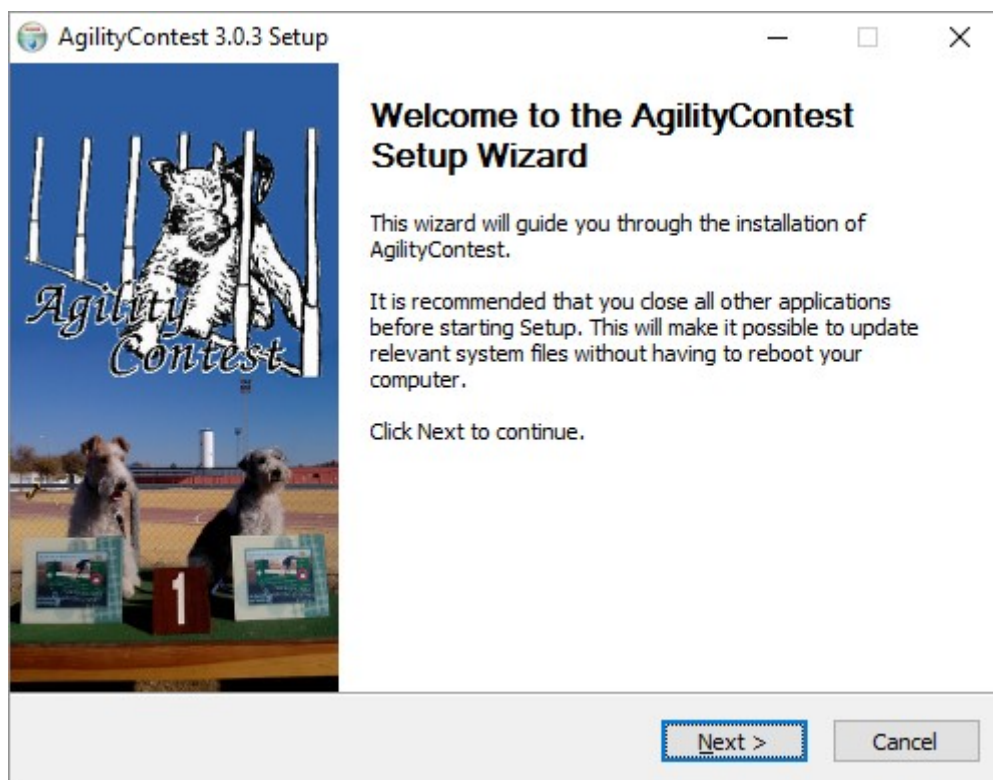 AgilityContest 3.0.3 Setup
Agility
Contest
1
Welcome to the AgilityContest
Setup Wizard
This wizard will guide you through the installation of
AgilityContest.
It is recommended that you close all other applications
before starting Setup. This will make it possible to update
relevant system files without having to reboot your
computer.
Click Next to continue.
Next >
Cancel